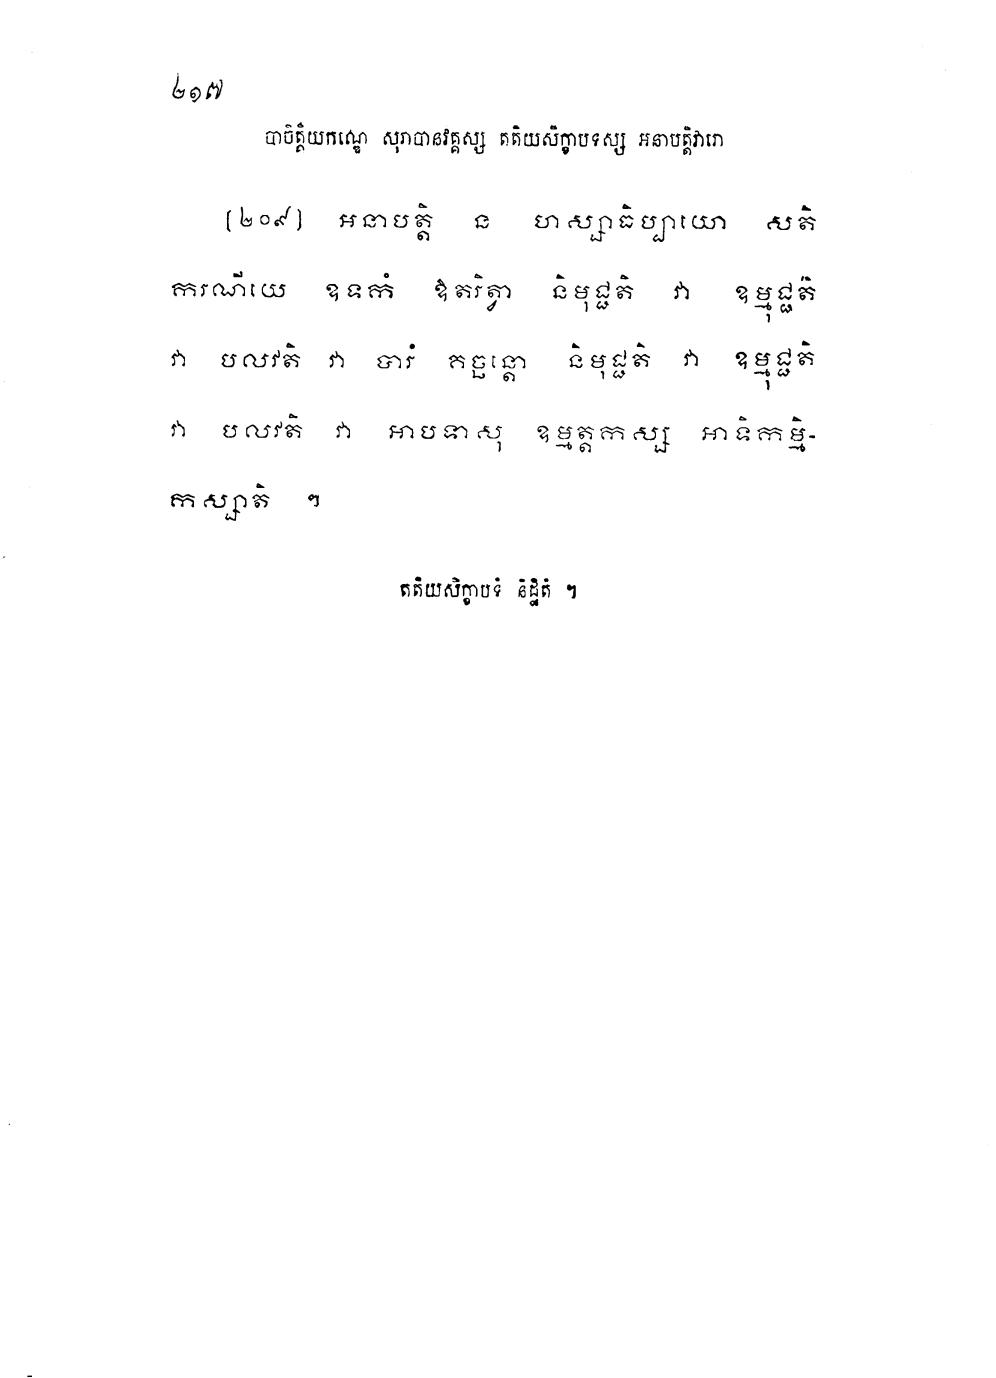 ២១៧
បាចិត្តិយកណ្ឌេ សុរាបានវគ្គស្ស តតិយសិក្ខាបទស្ស អនាបត្តិវារោ
[២០៩] អនាបត្តិ ន ហស្សាធិប្បាយោ សតិ
ករណីយេ ឧទកំ ឱតរិត្វា និមុជ្ជតិ វា ឧម្មុជ្ជតិ
វា បលវតិ វា បារំ គច្ឆន្តោ និមុជ្ជតិ វា ឧម្មុជ្ជតិ
វា បលវតិ វា អាបទាសុ ឧម្មត្តកស្ស អាទិកម្មិ-
កស្សាតិ ៗ
តតិយសិក្ខាបទំ និដ្ឋិតំ ៗ